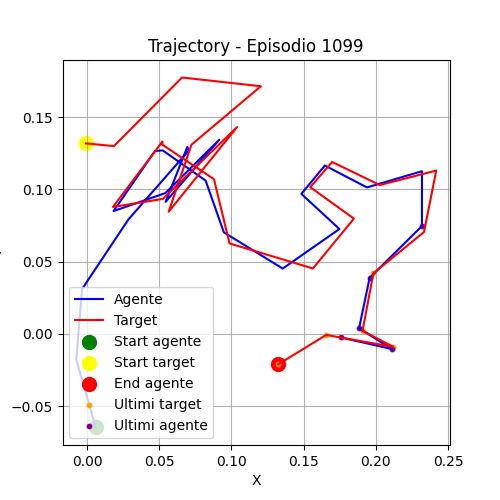 Trajectory - Episodio 1099
0.15
0.10
0.05
0.00
−0.05
Agente
Target
Start agente
Start target
End agente
Ultimi target
Ultimi agente
0.00 0.05 0.10 0.15 0.20 0.25
X